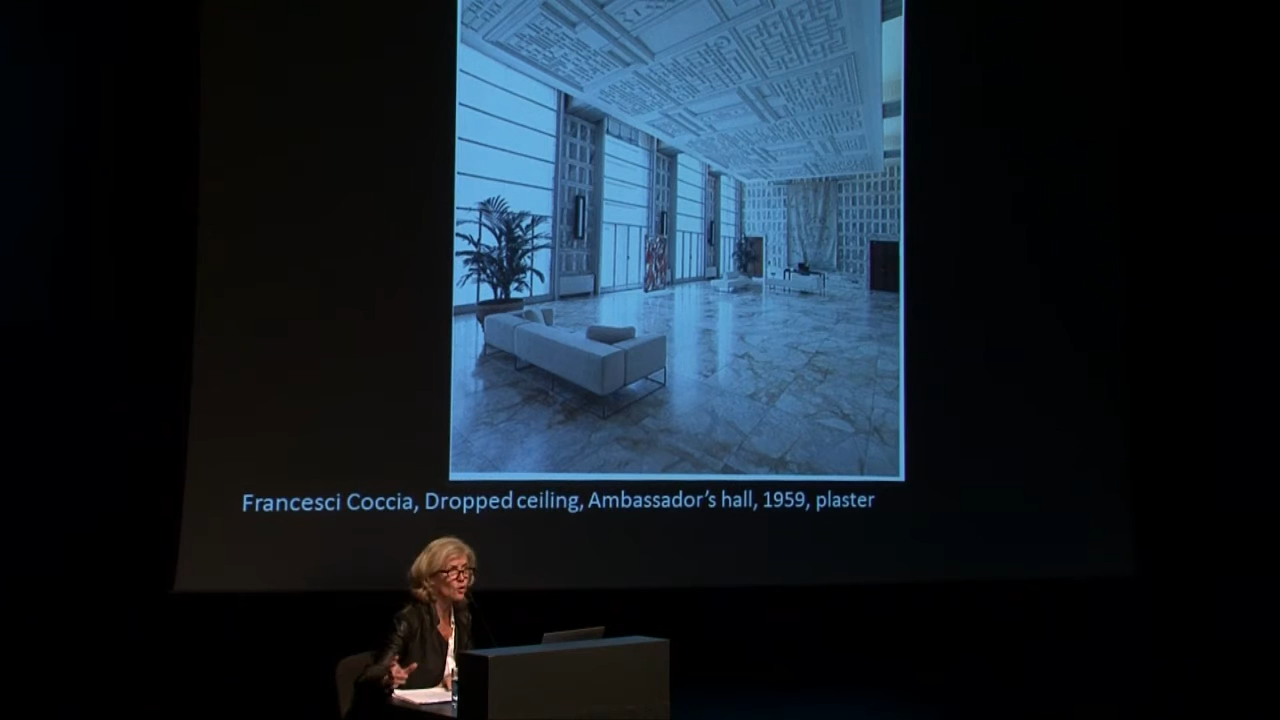 Francesci Coccia, Dropped ceiling, Ambassador's hall, 1959, plaster